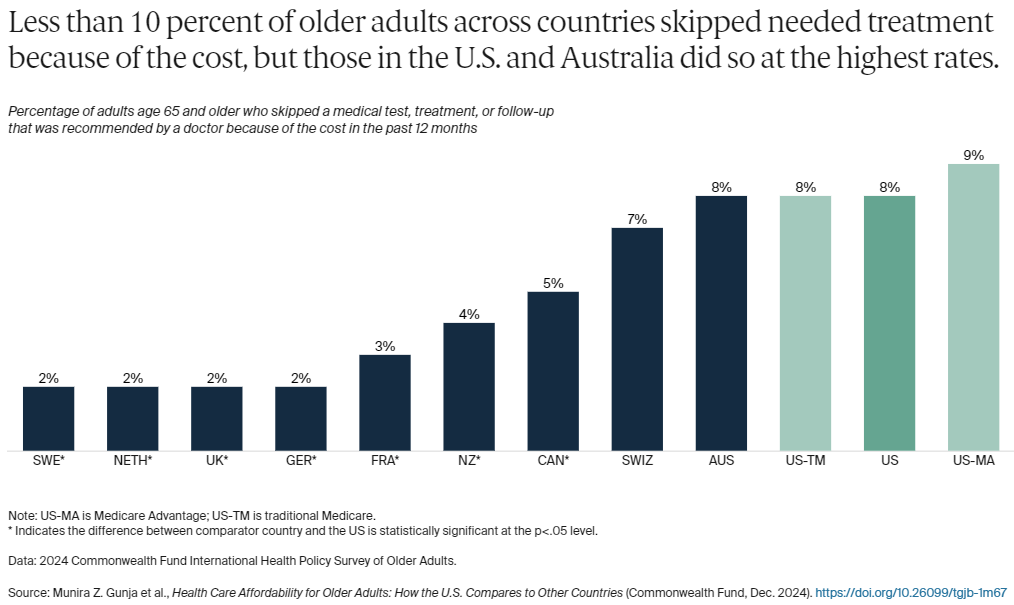 Less than 10 percent of older adults across countries skipped needed treatment
because of the cost, but those in the U.S. and Australia did so at the highest rates.
Percentage of adults age 65 and older who skipped a medical test, treatment, or follow-up
that was recommended by a doctor because of the cost in the past 12 months
2% 2% 2% 2% 3% 4% 5% 7% 8% 8% 8% 9%
SWE* NETH* UK* GER* FRA* NZ* CAN* SWIZ AUS US-TM US US-MA
Note: US-MA is Medicare Advantage; US-TM is traditional Medicare.
* Indicates the difference between comparator country and the US is statistically significant at the p<.05 level.
Data: 2024 Commonwealth Fund International Health Policy Survey of Older Adults.
Source: Munira Z. Gunja et al., Health Care Affordability for Older Adults: How the U.S. Compares to Other Countries (Commonwealth Fund, Dec. 2024). https://doi.org/10.26099/tgjb-1m67